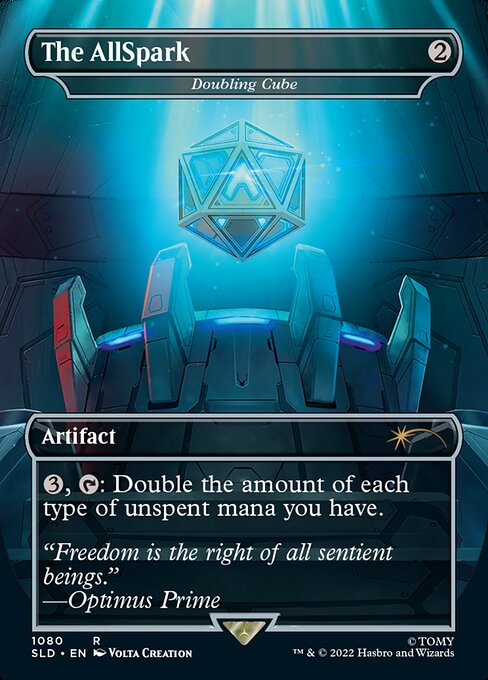 The AllSpark 2
Doubling Cube
Artifact
3, T: Double the amount of each
type of unspent mana you have.
“Freedom is the right of all sentient
beings.”
—Optimus Prime
1080 R
SLD • EN Volta Creation
© TOMY
™ & © 2022 Hasbro and Wizards